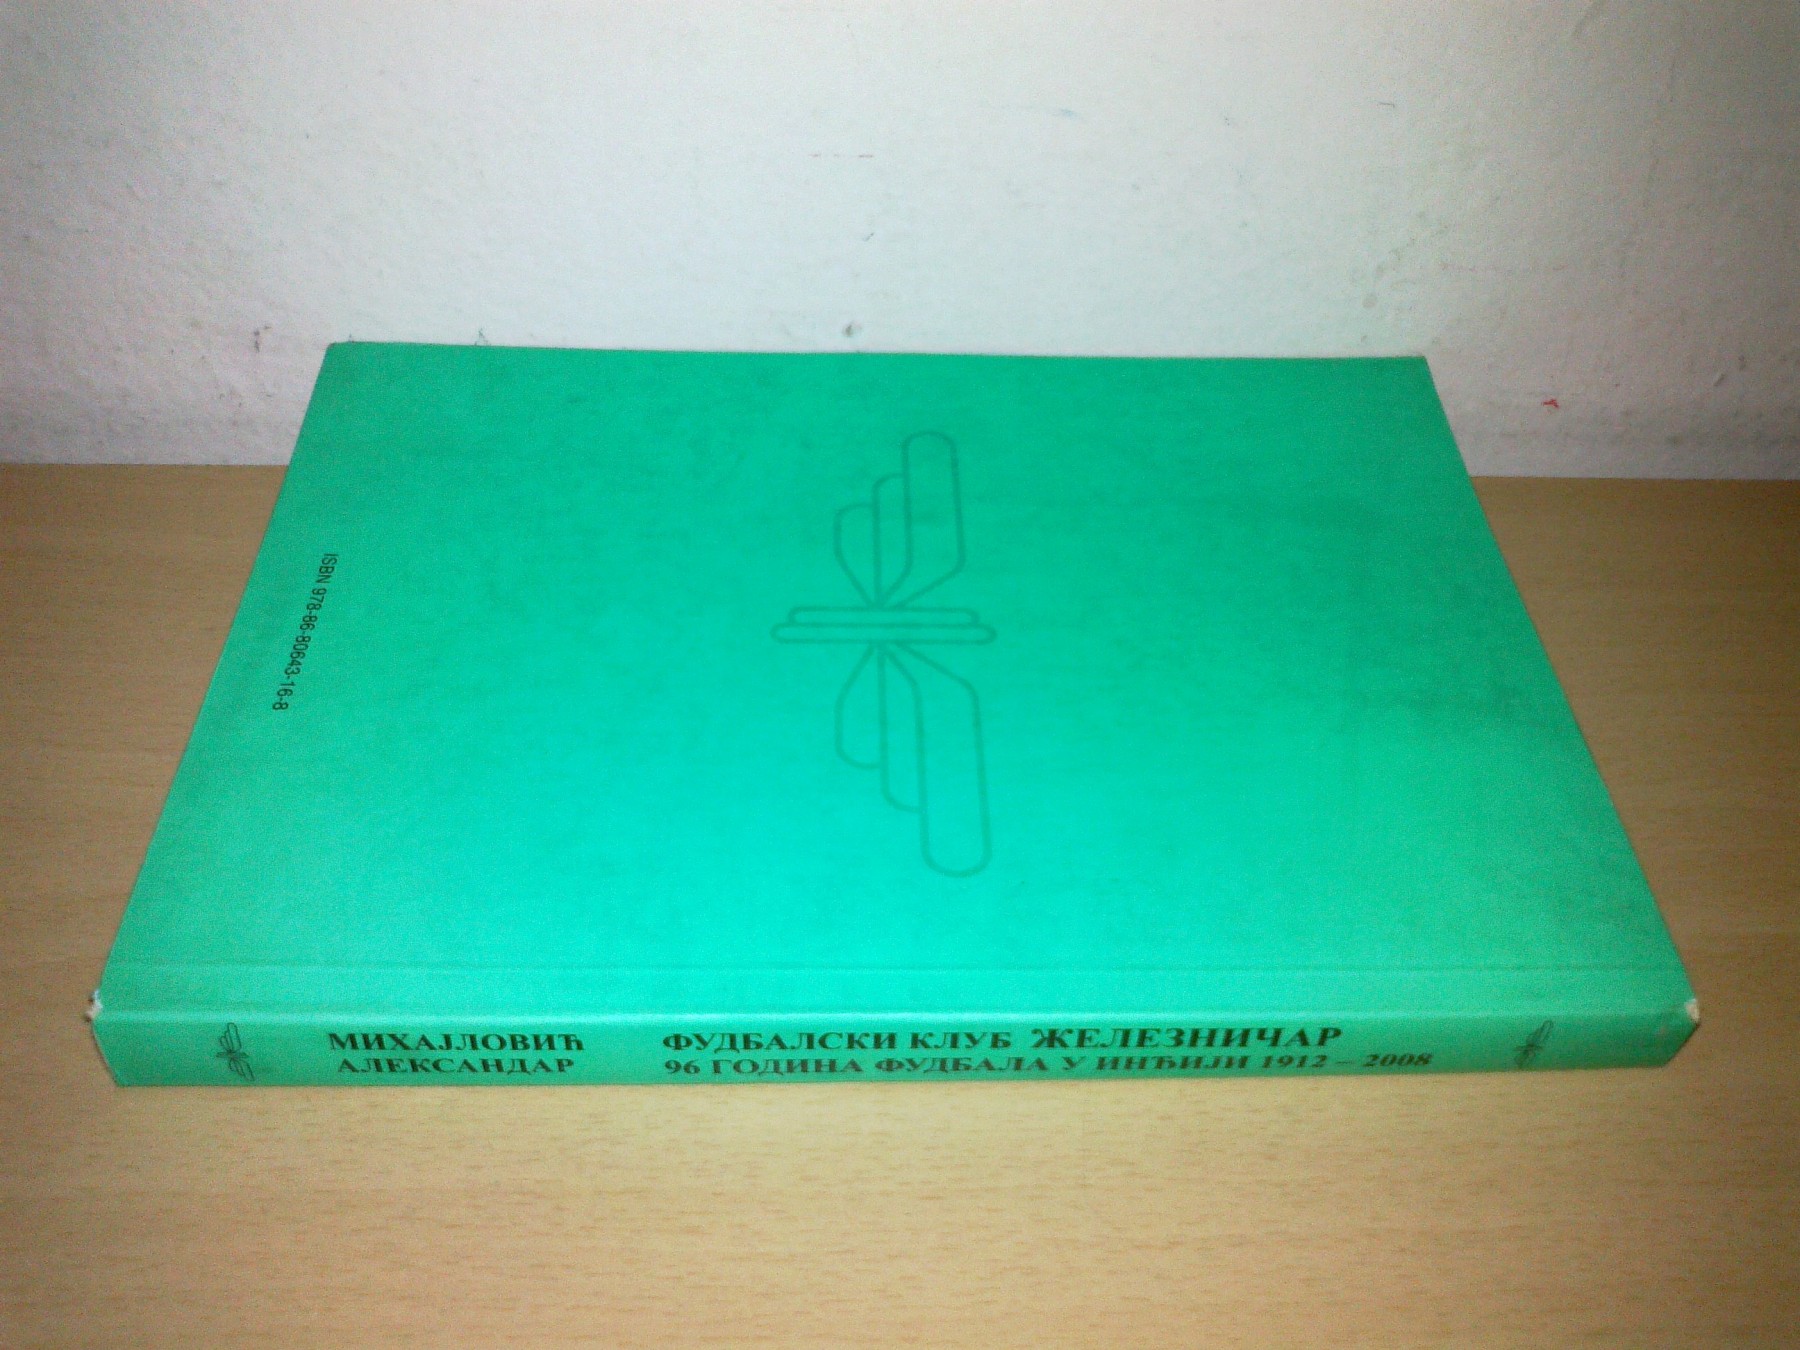 ISBN 978-86-80643-16-8
МИХАЈЛОВИЋ
АЛЕКСАНДАР
ФУДБАЛСКИ КЛУБ ЖЕЛЕЗНИЧАР
96 ГОДИНА ФУДБАЛА У ИНЂИЈИ 1912 – 2008